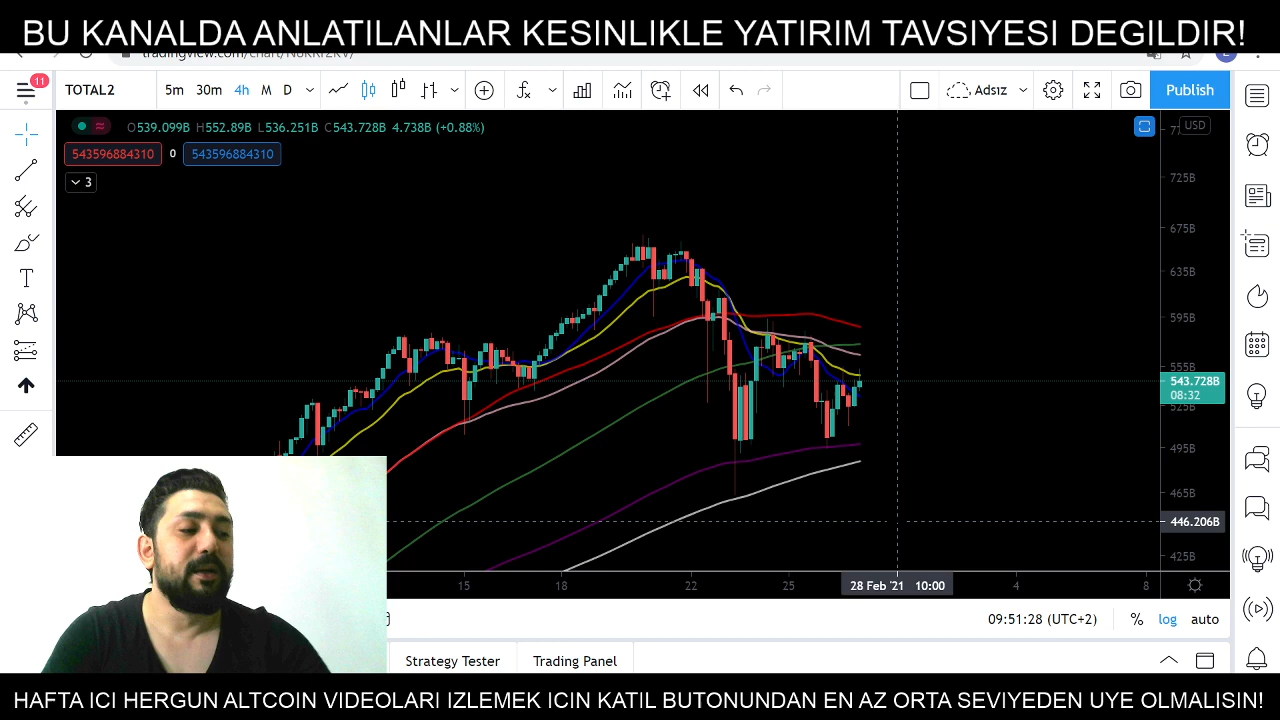 BU KANALDA ANLATILANLAR KESINLIKLE YATIRIM TAVSIYESI DEGILDIR!
11
TOTAL2
5m 30m 4h M D
Adsız
Publish
O539.099B H552.89B L536.251B C543.728B 4.738B (+0.88%)
USD
543596884310 0 543596884310
3
725B
675B
635B
595B
555B
543.728B
08:32
525B
495B
465B
446.206B
425B
15 18 22 25 28 Feb '21 10:00 4 8
09:51:28 (UTC+2) % log auto
Strategy Tester Trading Panel
HAFTA ICI HERGUN ALTCOIN VIDEOLARI IZLEMEK ICIN KATIL BUTONUNDAN EN AZ ORTA SEVIYEDEN UYE OLMALISIN!